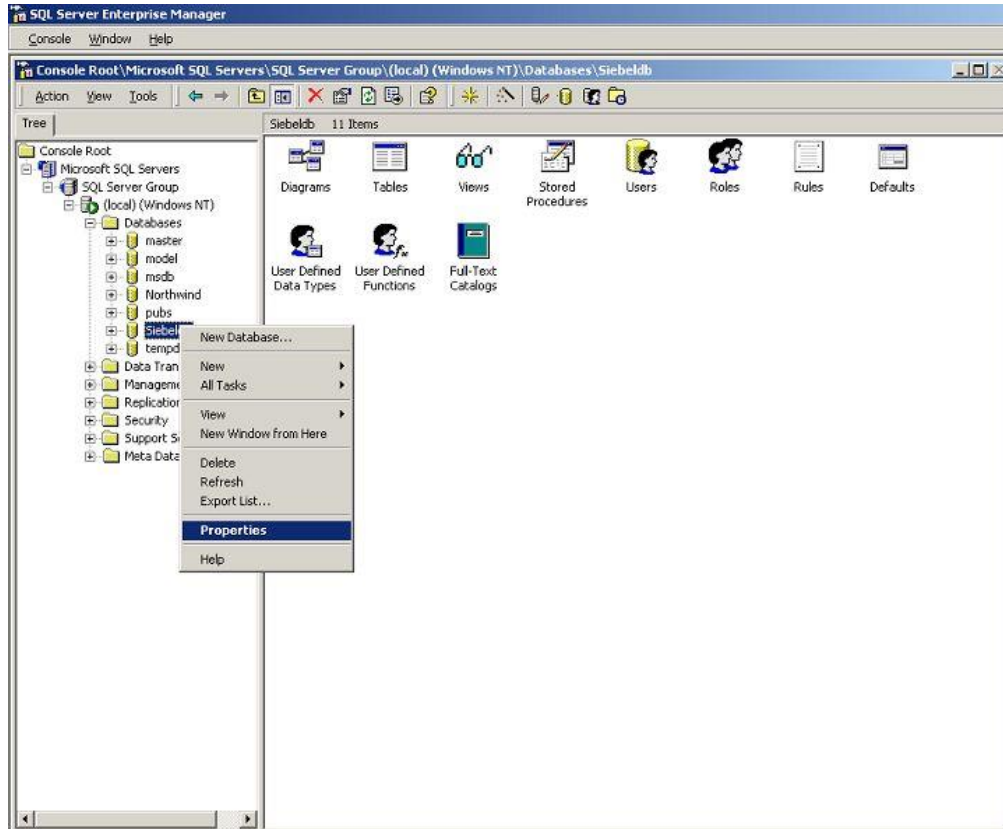 SQL Server Enterprise Manager
Console Window Help
Console Root\Microsoft SQL Servers\SQL Server Group\(local) (Windows NT)\Databases\Siebeldb
Action View Tools
Tree
Siebeldb 11 Items
Console Root
Microsoft SQL Servers
SQL Server Group
(local) (Windows NT)
Databases
master
model
msdb
Northwind
pubs
Siebel
tempd
Data Tran
Manageme
Replication
Security
Support S
Meta Data
New Database...
New
All Tasks
View
New Window from Here
Delete
Refresh
Export List...
Properties
Help
Diagrams
Tables
Views
Stored
Procedures
Users
Roles
Rules
Defaults
User Defined
Data Types
User Defined
Functions
Full-Text
Catalogs